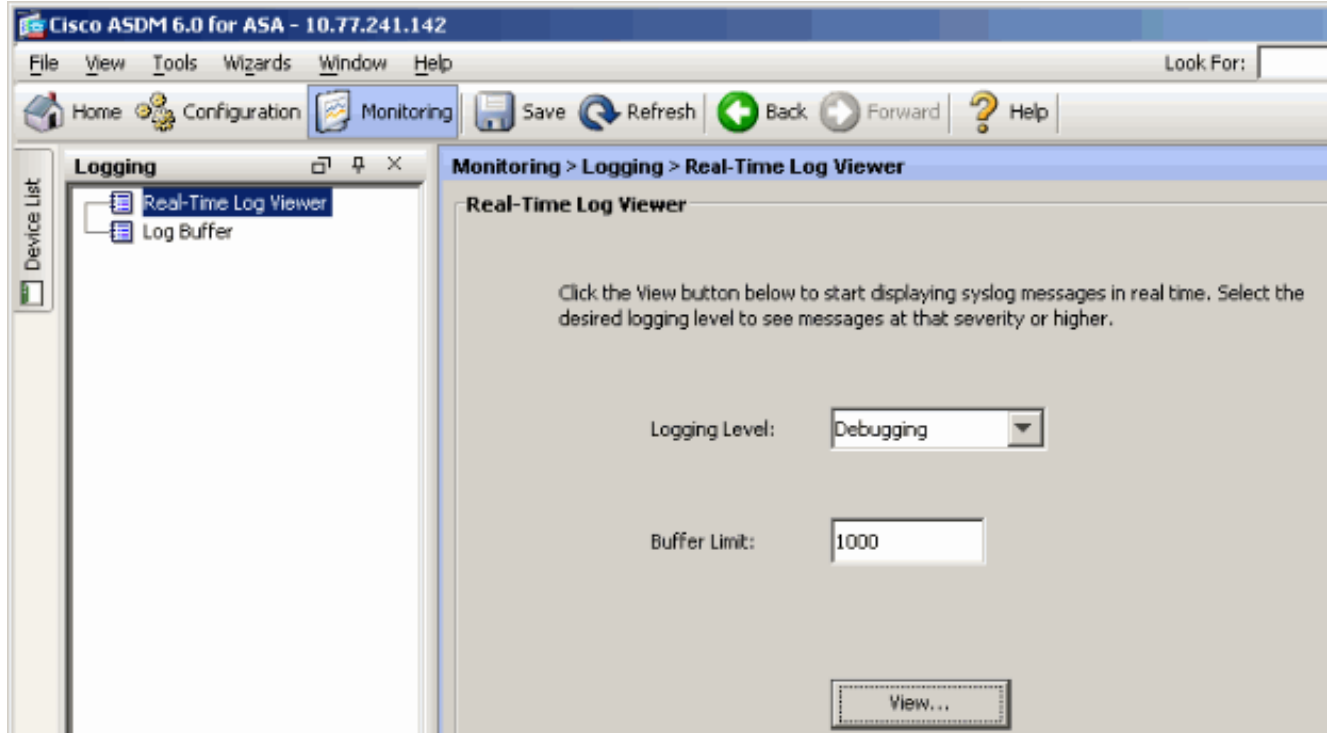 Cisco ASDM 6.0 for ASA - 10.77.241.142
File View Tools Wizards Window Help Look For:
Home Configuration Monitoring Save Refresh Back Forward Help
Device List
Logging
Real-Time Log Viewer
Log Buffer
Monitoring > Logging > Real-Time Log Viewer
Real-Time Log Viewer
Click the View button below to start displaying syslog messages in real time. Select the
desired logging level to see messages at that severity or higher.
Logging Level: Debugging
Buffer Limit: 1000
View...